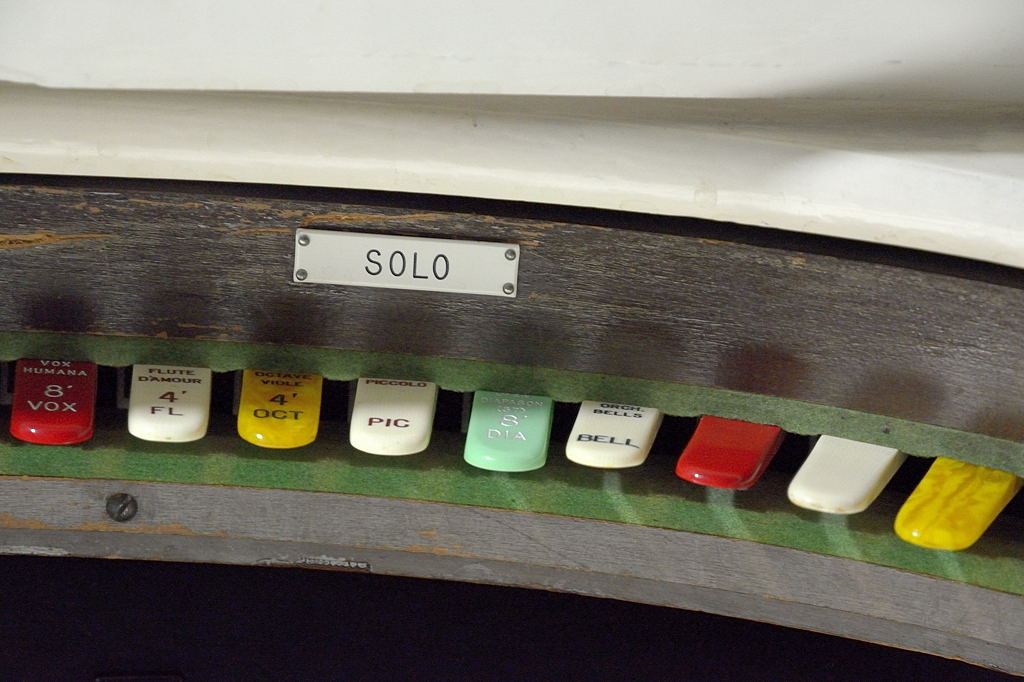 SOLO
VOX
HUMANA
8'
VOX
FLUTE
D'AMOUR
4'
FL
OCTAVE
VIOLE
4'
OCT
PICCOLO
PIC
DIAPASON
8
DIA
ORCH.
BELLS
BELL